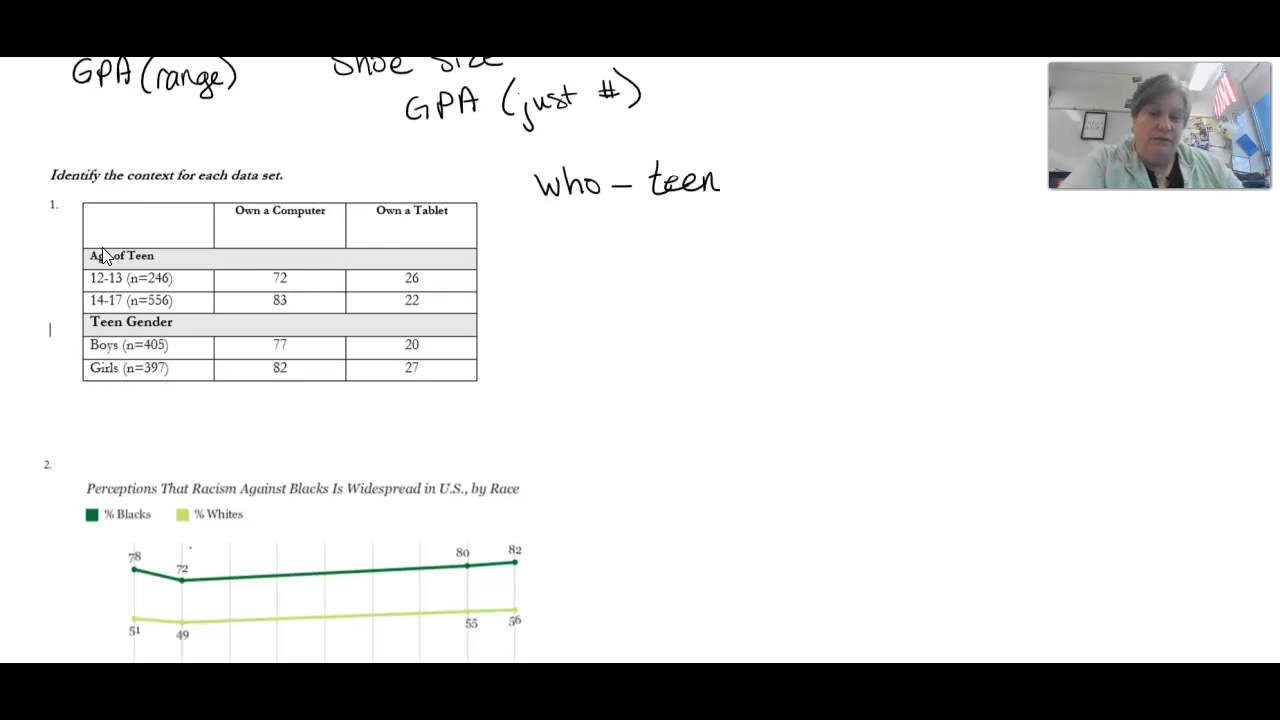 GPA (range)
Shoe Size
GPA (just #)
Identify the context for each data set.
who – teen
1.
Own a Computer Own a Tablet
of Teen
12-13 (n=246) 72 26
14-17 (n=556) 83 22
Teen Gender
Boys (n=405) 77 20
Girls (n=397) 82 27
2.
Perceptions That Racism Against Blacks Is Widespread in U.S., by Race
% Blacks % Whites
78 72 80 82
51 49 55 56